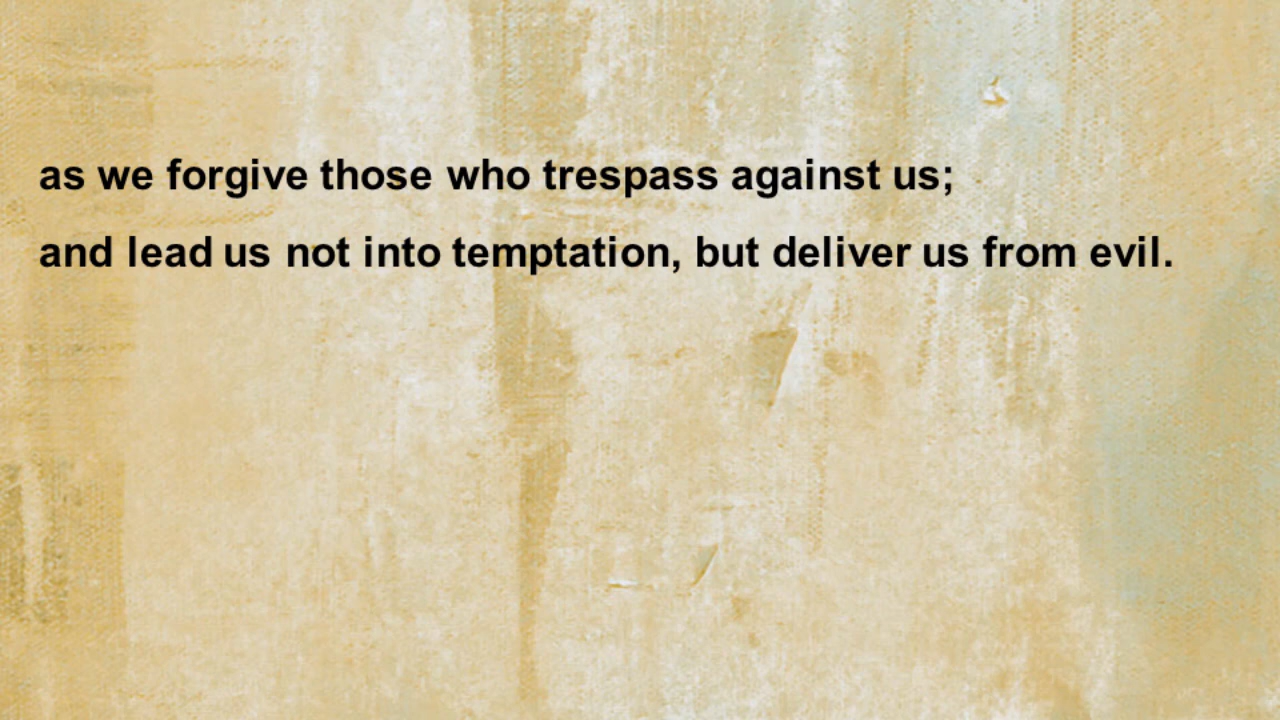 as we forgive those who trespass against us;
and lead us not into temptation, but deliver us from evil.